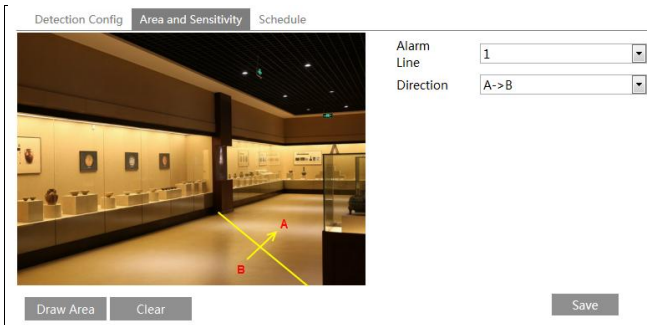 Detection Config Area and Sensitivity Schedule
Alarm Line 1
Direction A->B
A
B
Draw Area Clear Save